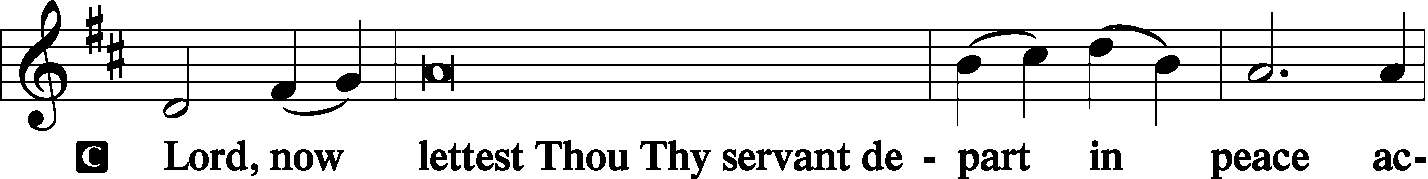 C Lord, now lettest Thou Thy servant de - part in peace ac-